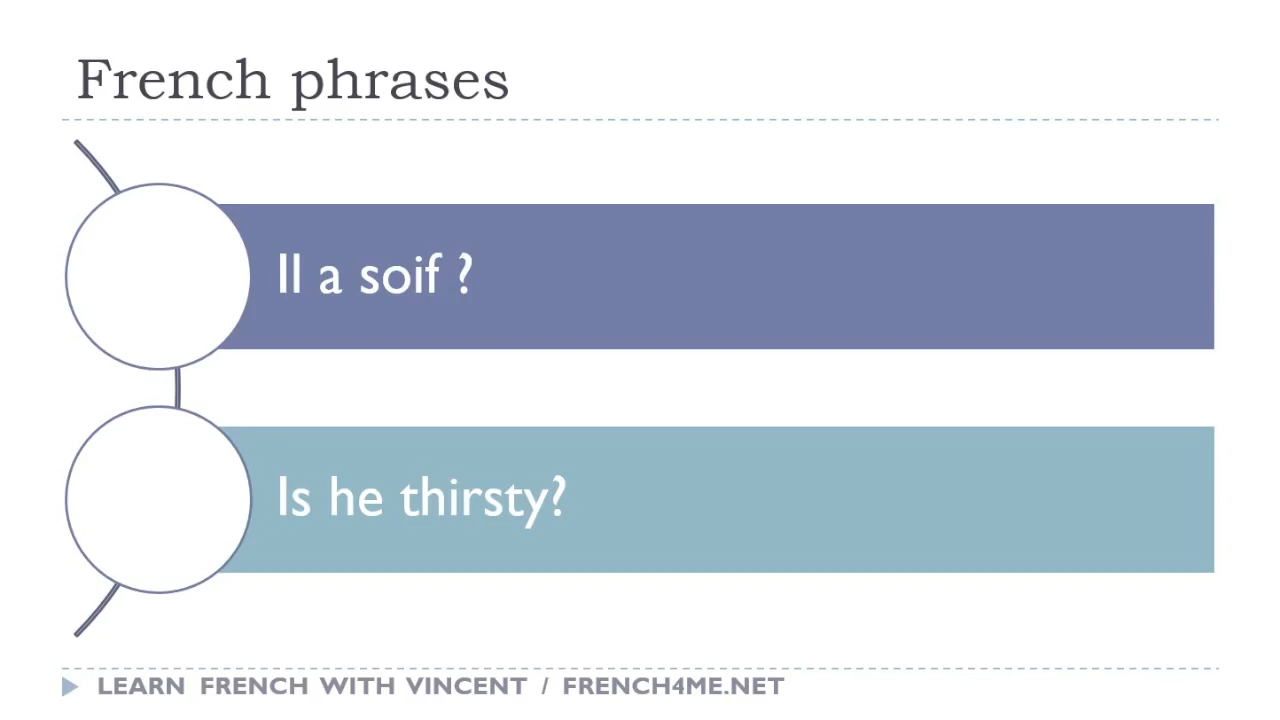 French phrases
Il a soif ?
Is he thirsty?
LEARN FRENCH WITH VINCENT / FRENCH4ME.NET